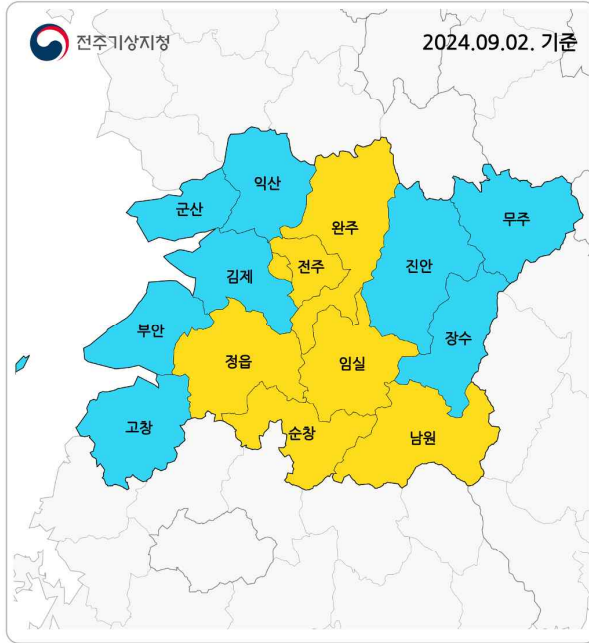 전주기상지청
2024.09.02. 기준
익산
군산
완주
무주
전주
진안
김제
부안
장수
정읍
임실
고창
순창
남원